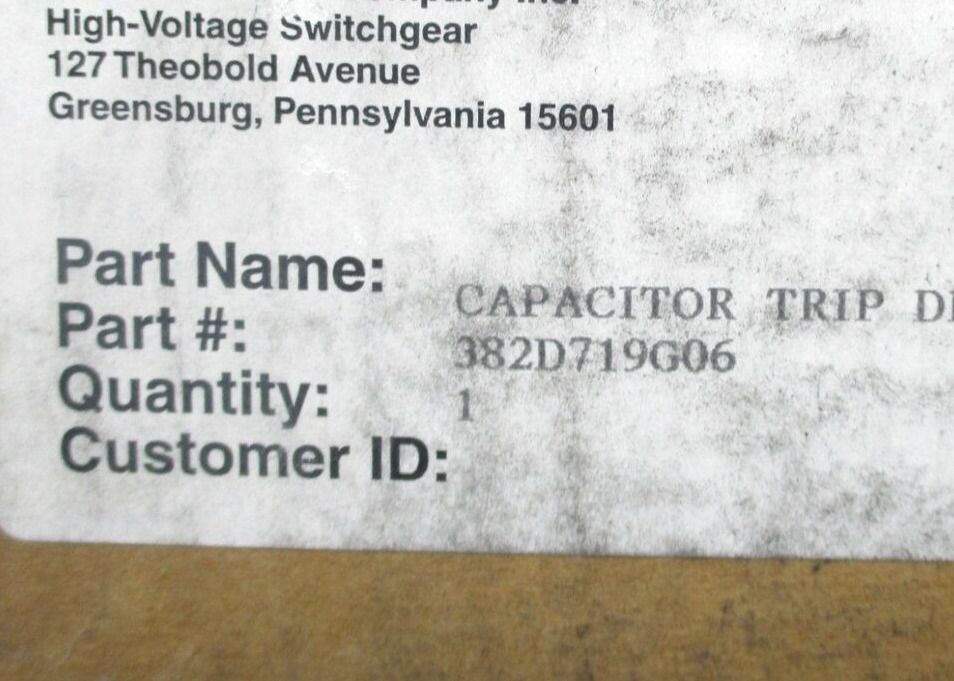 Inc.
High-Voltage Switchgear
127 Theobold Avenue
Greensburg, Pennsylvania 15601
Part Name: CAPACITOR TRIP
Part #: 382D719G06
Quantity: 1
Customer ID: